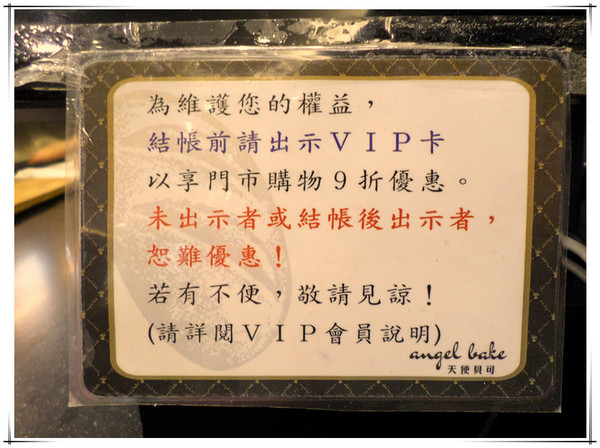 為維護您的權益，
結帳前請出示ＶＩＰ卡
以享門市購物９折優惠。
未出示者或結帳後出示者，
恕難優惠！
若有不便，敬請見諒！
(請詳閱ＶＩＰ會員說明)
angel bake
天使貝可